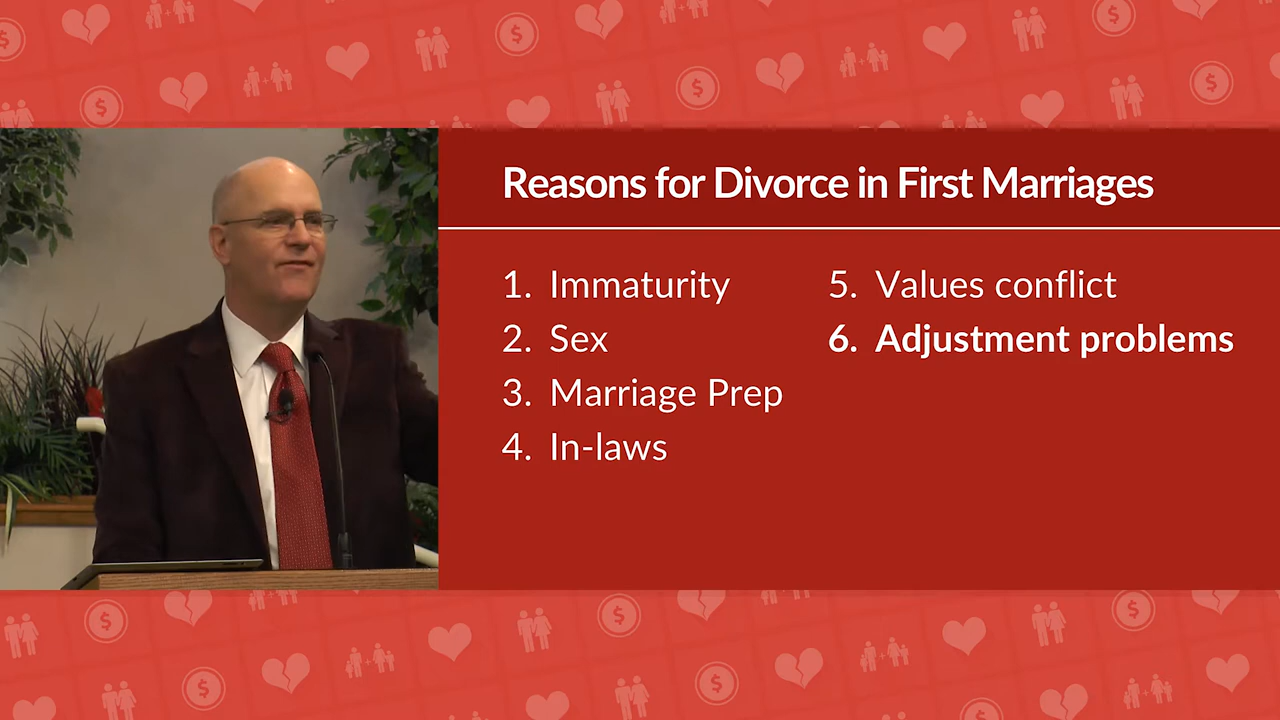 Reasons for Divorce in First Marriages
1. Immaturity
2. Sex
3. Marriage Prep
4. In-laws
5. Values conflict
6. Adjustment problems